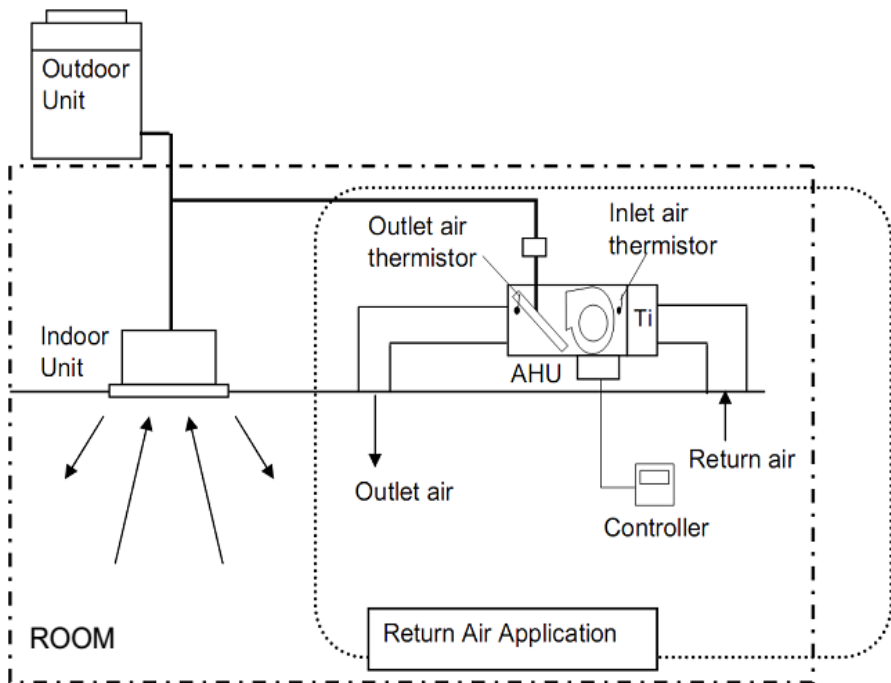 Outdoor
Unit
Outlet air
thermistor
Inlet air
thermistor
Ti
Indoor
Unit
AHU
Outlet air
Return air
Controller
ROOM
Return Air Application